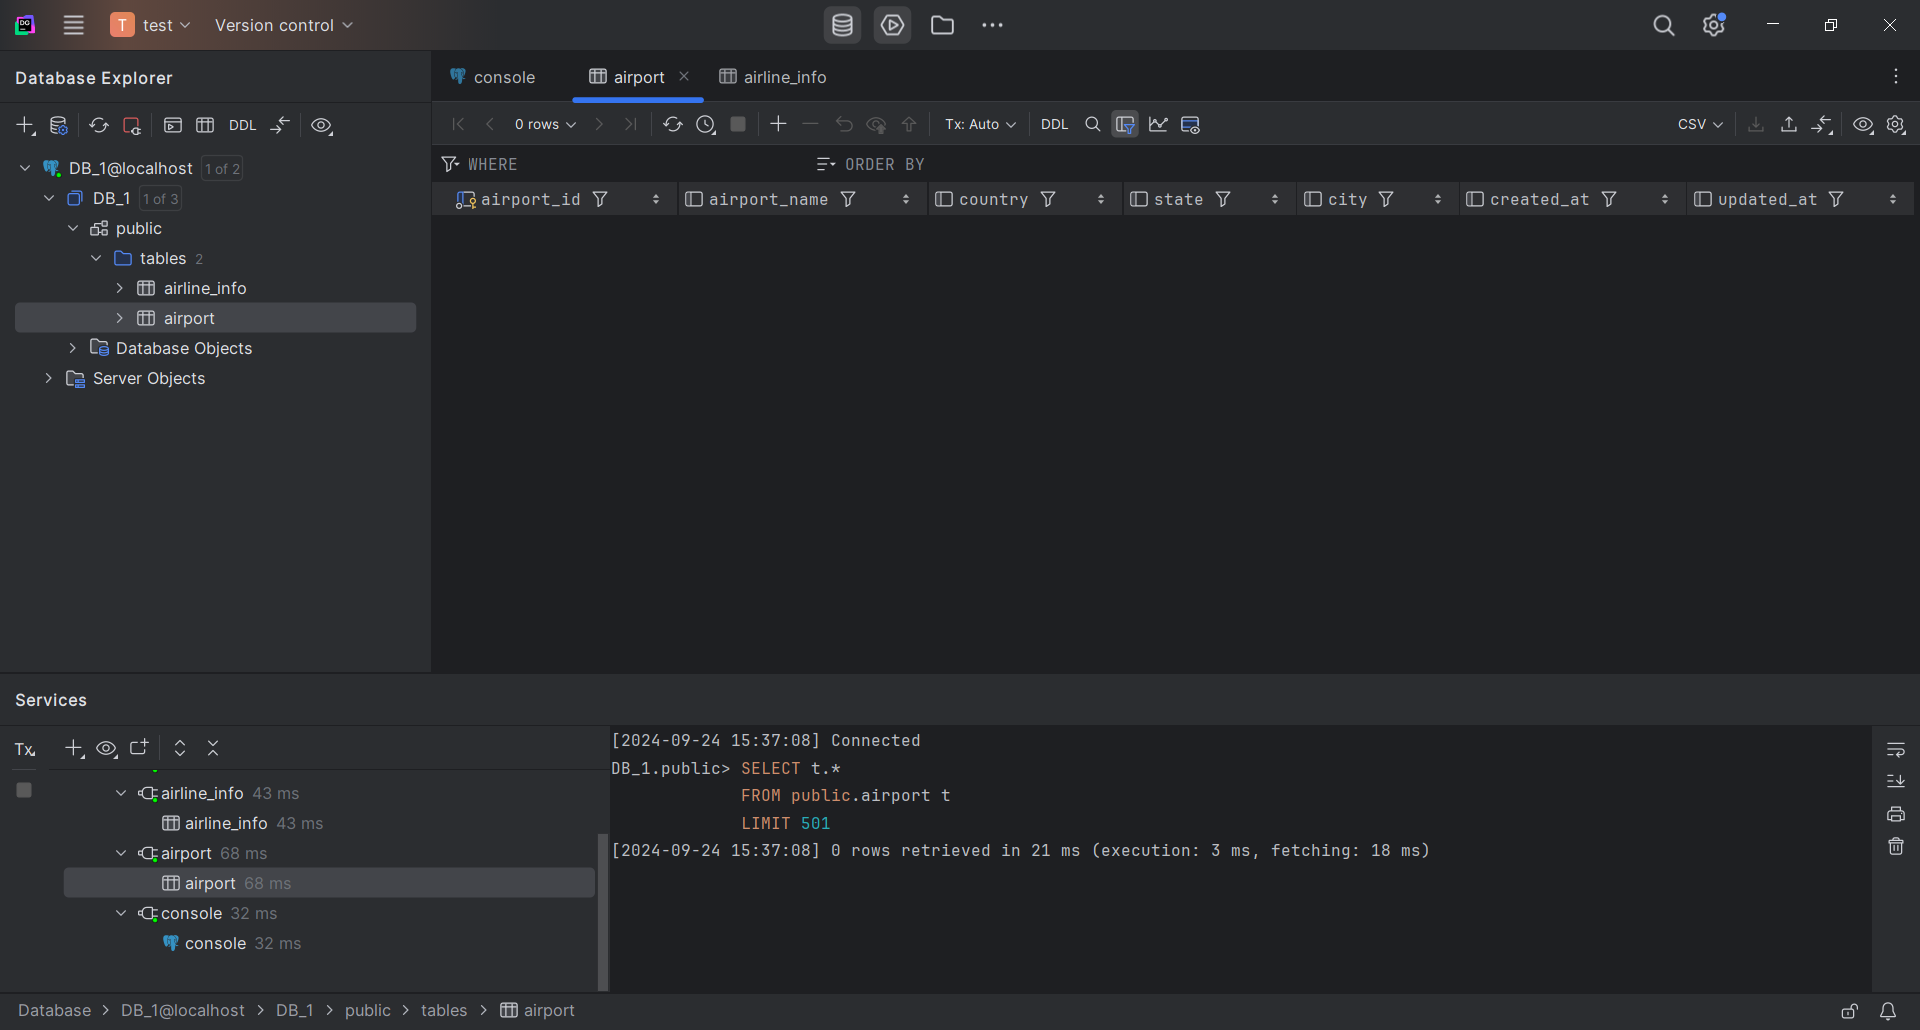 T test Version control
Database Explorer
console airport airline_info
DDL
0 rows Tx: Auto DDL CSV
WHERE ORDER BY
airport_id airport_name country state city created_at updated_at
DB_1@localhost 1 of 2
DB_1 1 of 3
public
tables 2
airline_info
airport
Database Objects
Server Objects
Services
Tx
airline_info 43 ms
airline_info 43 ms
airport 68 ms
airport 68 ms
console 32 ms
console 32 ms
[2024-09-24 15:37:08] Connected
DB_1.public> SELECT t.*
FROM public.airport t
LIMIT 501
[2024-09-24 15:37:08] 0 rows retrieved in 21 ms (execution: 3 ms, fetching: 18 ms)
Database > DB_1@localhost > DB_1 > public > tables > airport